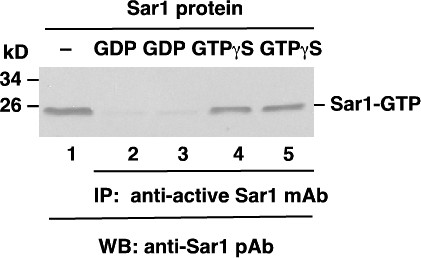 Sar1 protein
kD – GDP GDP GTPγS GTPγS
34 –
26 – – Sar1-GTP
1 2 3 4 5
IP: anti-active Sar1 mAb
WB: anti-Sar1 pAb